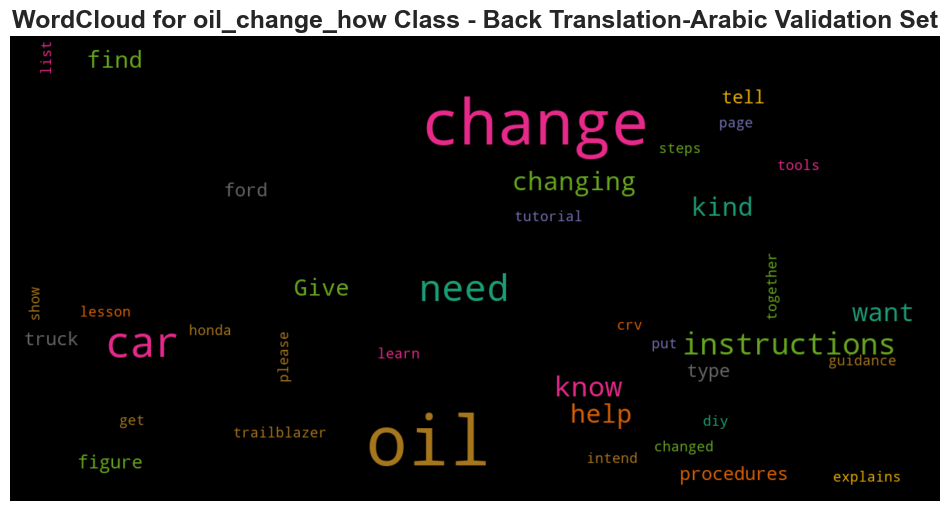 WordCloud for oil_change_how Class - Back Translation-Arabic Validation Set
list
find
change
tell
page
steps
tools
changing
ford
kind
tutorial
together
Give
need
show
want
lesson
honda
crv
truck
car
please
learn
put
instructions
guidance
type
know
help
get
diy
trailblazer
oil
changed
figure
intend
procedures
explains